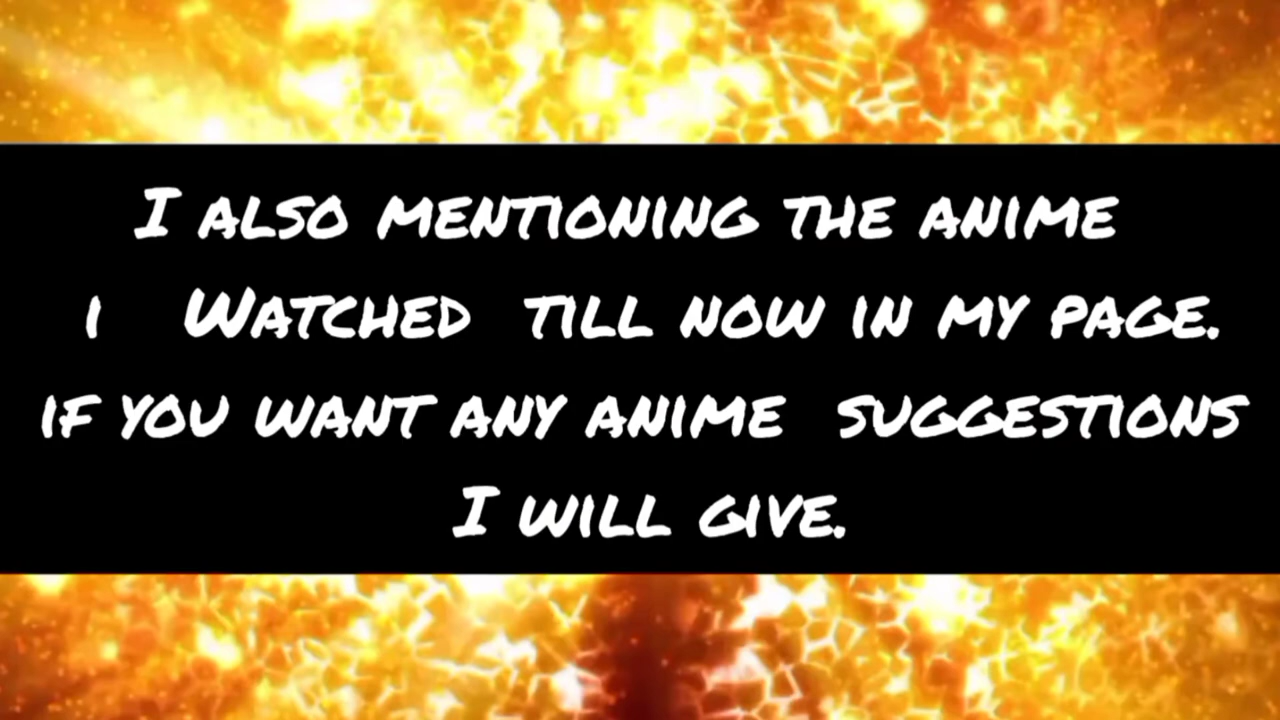 I also mentioning the anime
i Watched till now in my page.
if you want any anime suggestions
I will give.